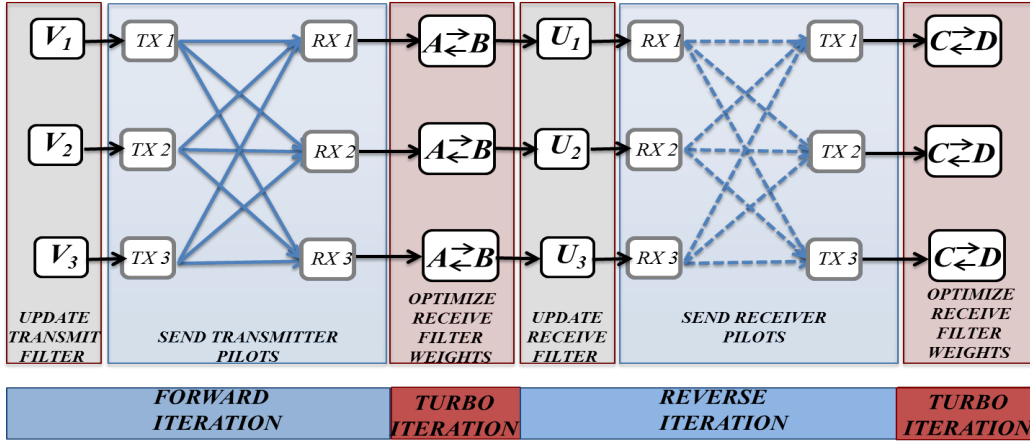 V1 TX 1 RX 1 A⇄B U1 RX 1 TX 1 C⇄D
V2 TX 2 RX 2 A⇄B U2 RX 2 TX 2 C⇄D
V3 TX 3 RX 3 A⇄B U3 RX 3 TX 3 C⇄D
UPDATE
TRANSMIT
FILTER
SEND TRANSMITTER
PILOTS
OPTIMIZE
RECEIVE
FILTER
WEIGHTS
UPDATE
RECEIVE
FILTER
SEND RECEIVER
PILOTS
OPTIMIZE
RECEIVE
FILTER
WEIGHTS
FORWARD
ITERATION
TURBO
ITERATION
REVERSE
ITERATION
TURBO
ITERATION